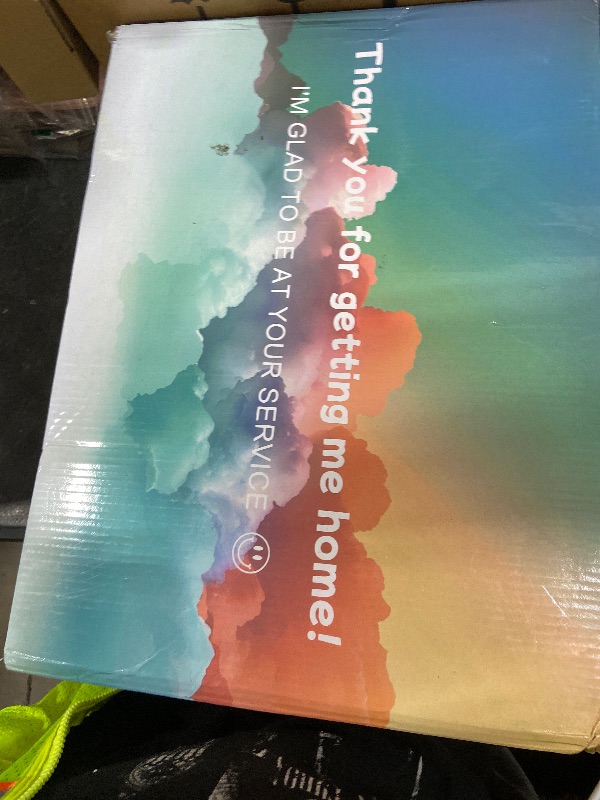 Thank you for getting me home!
I'M GLAD TO BE AT YOUR SERVICE